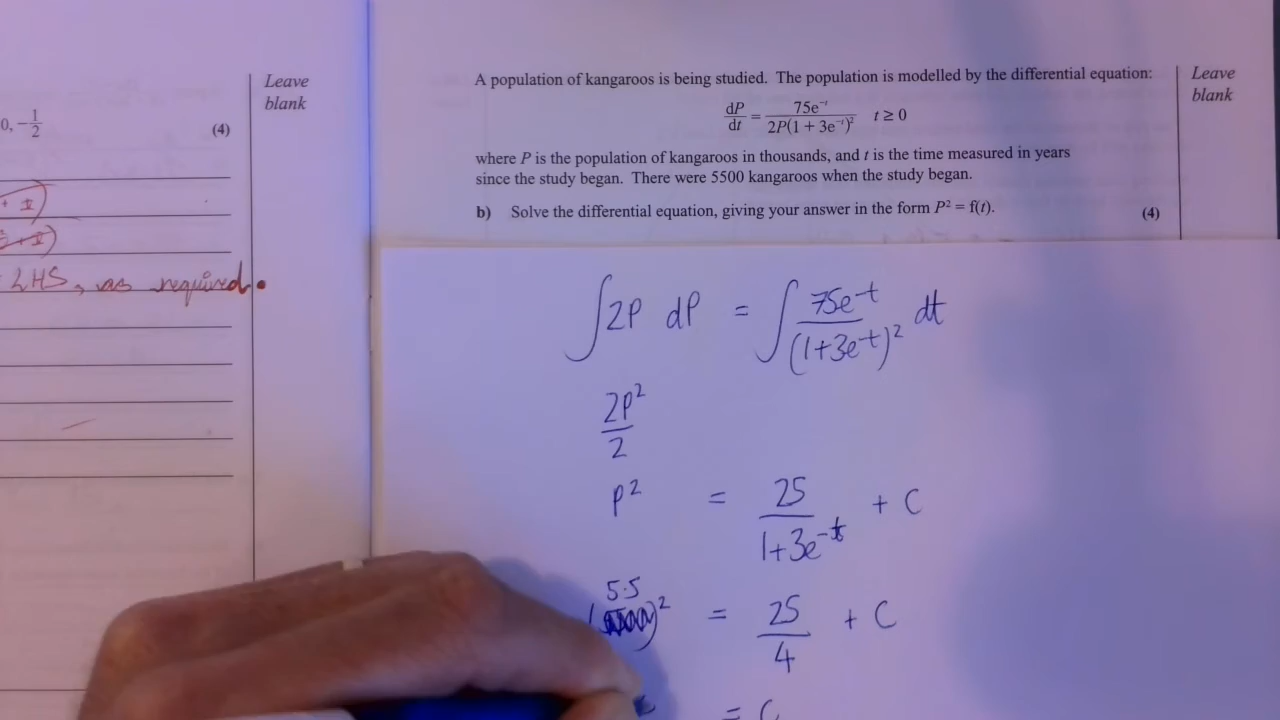 Leave
blank
0, -1/2
(4)
LHS, as required.
A population of kangaroos is being studied. The population is modelled by the differential equation:
dP/dt = 75e^-t / 2P(1 + 3e^-t)² t ≥ 0
where P is the population of kangaroos in thousands, and t is the time measured in years
since the study began. There were 5500 kangaroos when the study began.
b) Solve the differential equation, giving your answer in the form P² = f(t).
(4)
Leave
blank
∫2P dP = ∫ 75e^-t / (1+3e^-t)² dt
2P²/2
P² = 25 / 1+3e^-t + C
5.5
( )² = 25/4 + C
= C